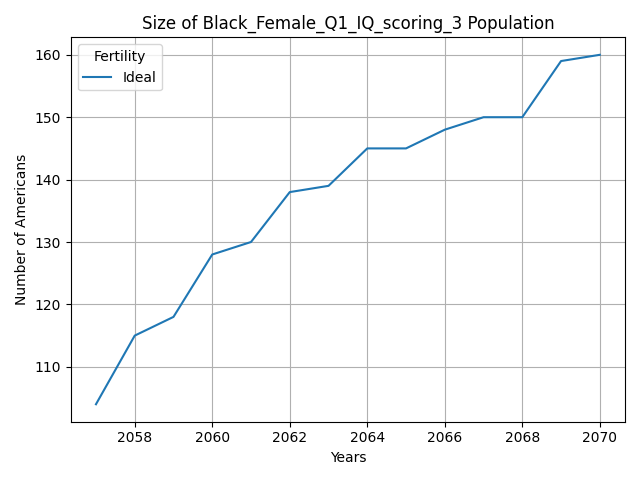 Size of Black_Female_Q1_IQ_scoring_3 Population
Fertility
Ideal
Number of Americans
160
150
140
130
120
110
2058 2060 2062 2064 2066 2068 2070
Years